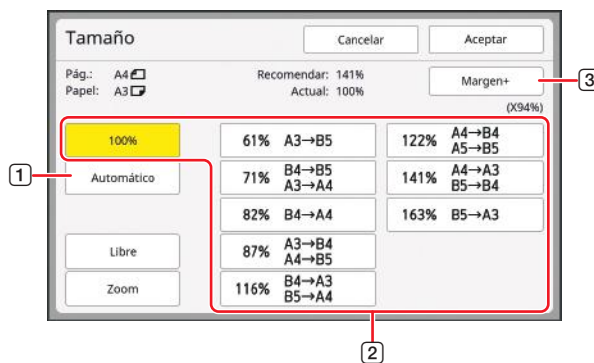 Tamaño
Cancelar
Aceptar
Pág.: A4
Papel: A3
Recomendar: 141%
Actual: 100%
Margen+
(X94%)
3
100%
61% A3→B5
122% A4→B4
A5→B5
1
Automático
71% B4→B5
A3→A4
141% A4→A3
B5→B4
82% B4→A4
163% B5→A3
Libre
87% A3→B4
A4→B5
Zoom
116% B4→A3
B5→A4
2